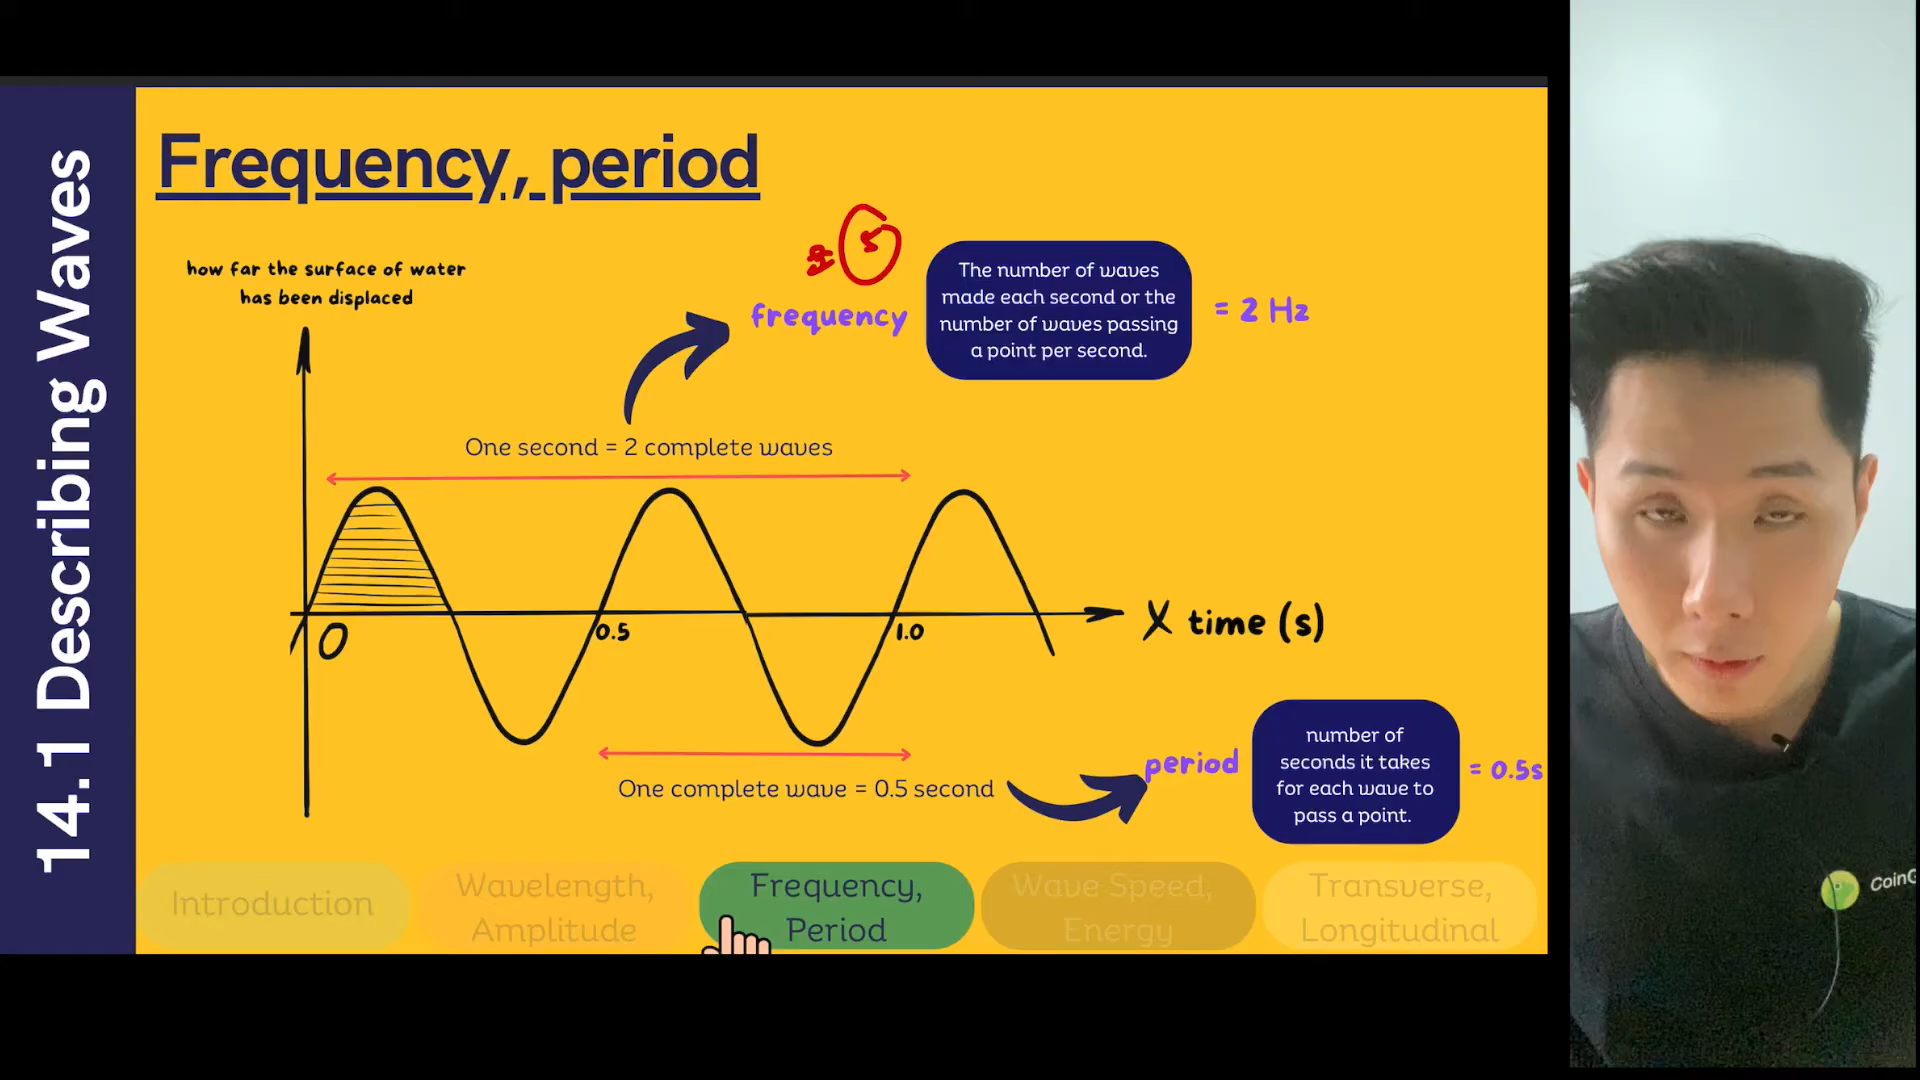 14.1 Describing Waves
Frequency, period
how far the surface of water
has been displaced
5
frequency
The number of waves
made each second or the
number of waves passing
a point per second.
= 2 Hz
One second = 2 complete waves
0
0.5
1.0
X time (s)
One complete wave = 0.5 second
period
number of
seconds it takes
for each wave to
pass a point.
= 0.5s
Introduction
Wavelength,
Amplitude
Frequency,
Period
Wave Speed,
Energy
Transverse,
Longitudinal
CoinG